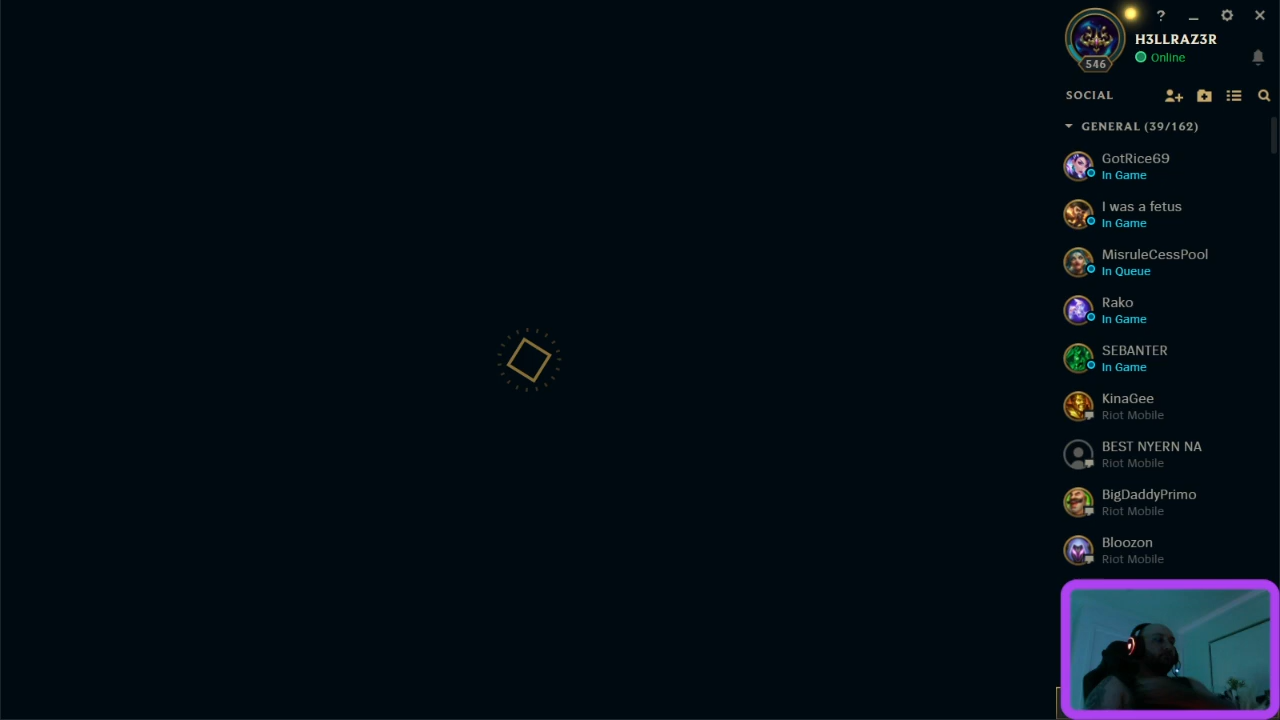 ?
H3LLRAZ3R
Online
546
SOCIAL
GENERAL (39/162)
GotRice69
In Game
I was a fetus
In Game
MisruleCessPool
In Queue
Rako
In Game
SEBANTER
In Game
KinaGee
Riot Mobile
BEST NYERN NA
Riot Mobile
BigDaddyPrimo
Riot Mobile
Bloozon
Riot Mobile